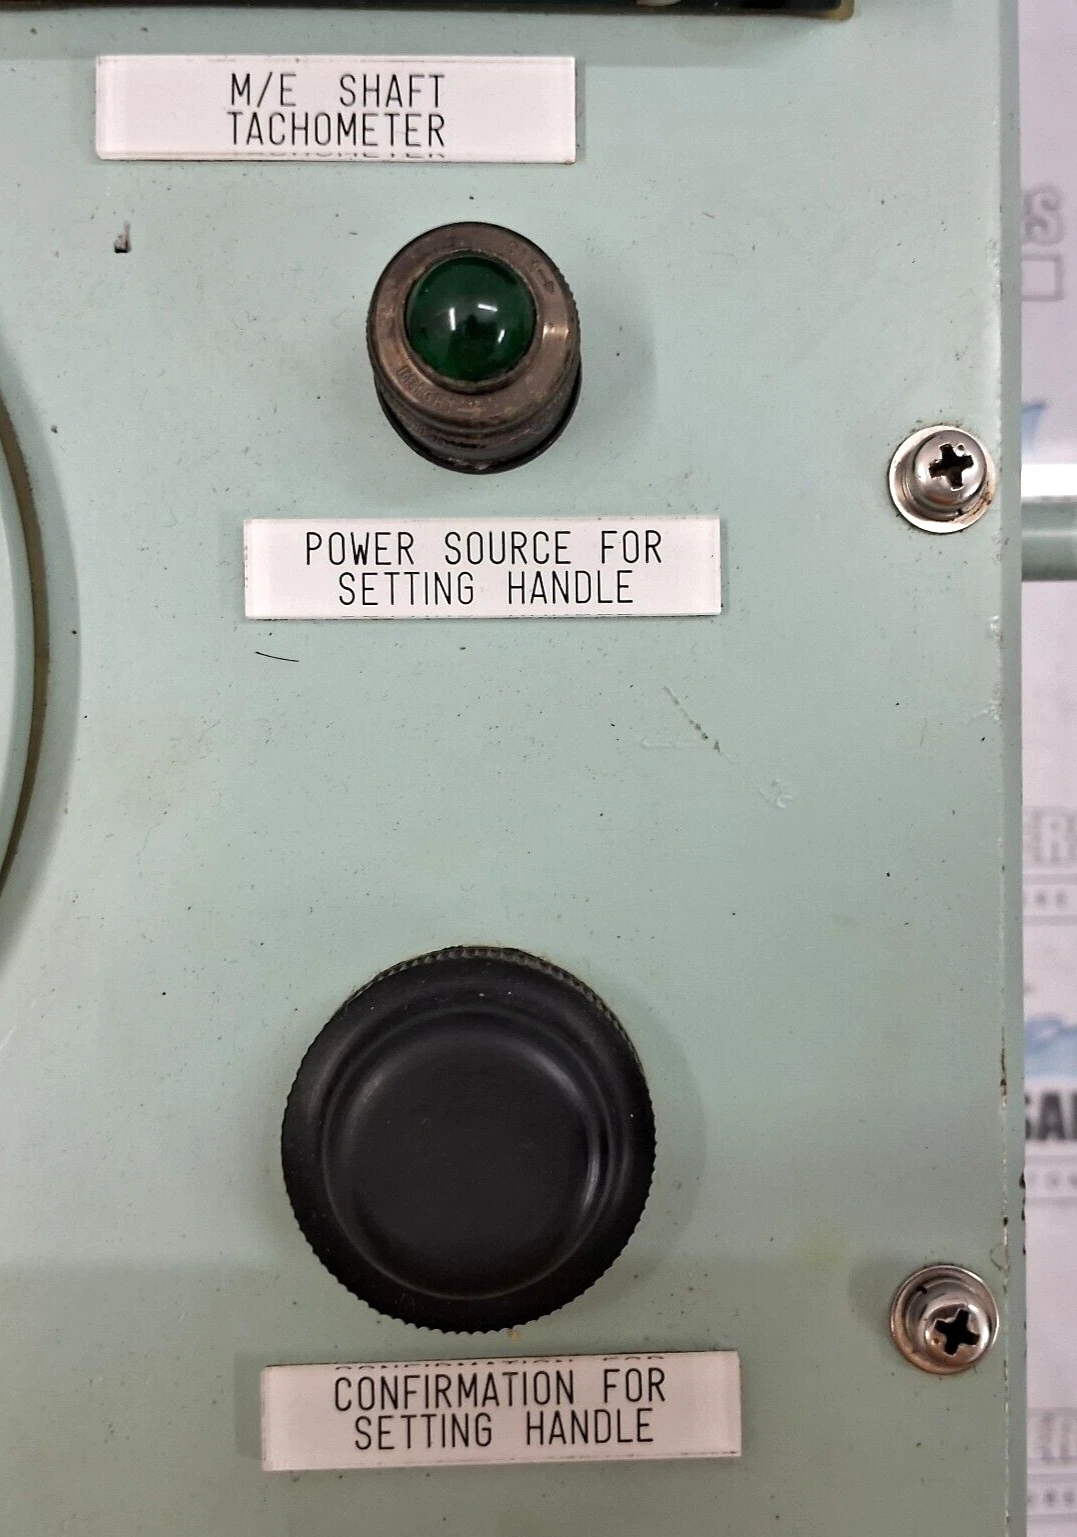 M/E SHAFT
TACHOMETER
POWER SOURCE FOR
SETTING HANDLE
CONFIRMATION FOR
SETTING HANDLE